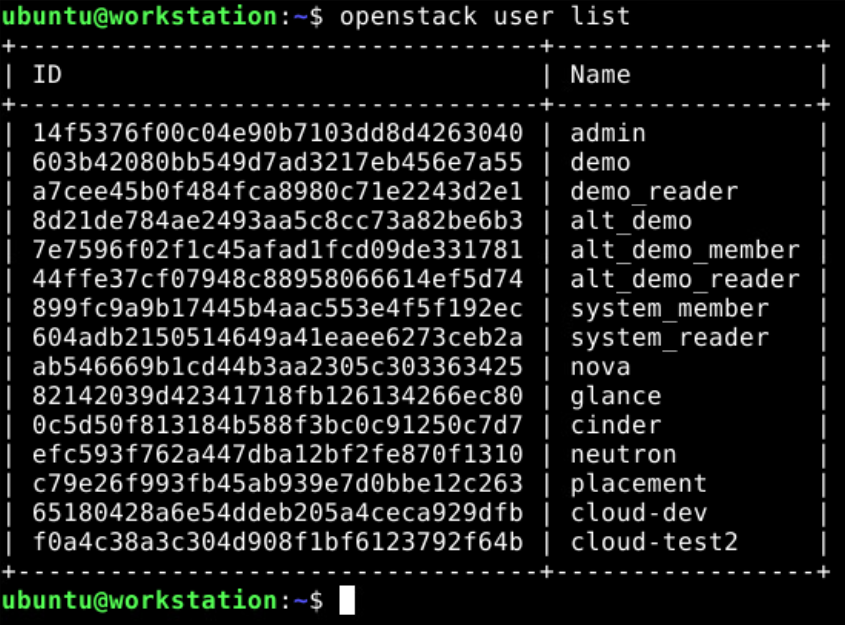 ubuntu@workstation:~$ openstack user list
+----------------------------------+-----------------+
| ID                               | Name            |
+----------------------------------+-----------------+
| 14f5376f00c04e90b7103dd8d4263040 | admin           |
| 603b42080bb549d7ad3217eb456e7a55 | demo            |
| a7cee45b0f484fca8980c71e2243d2e1 | demo_reader     |
| 8d21de784ae2493aa5c8cc73a82be6b3 | alt_demo        |
| 7e7596f02f1c45afad1fcd09de331781 | alt_demo_member |
| 44ffe37cf07948c88958066614ef5d74 | alt_demo_reader |
| 899fc9a9b17445b4aac553e4f5f192ec | system_member   |
| 604adb2150514649a41eaee6273ceb2a | system_reader   |
| ab546669b1cd44b3aa2305c303363425 | nova            |
| 82142039d42341718fb126134266ec80 | glance          |
| 0c5d50f813184b588f3bc0c91250c7d7 | cinder          |
| efc593f762a447dba12bf2fe870f1310 | neutron         |
| c79e26f993fb45ab939e7d0bbe12c263 | placement       |
| 65180428a6e54ddeb205a4ceca929dfb | cloud-dev       |
| f0a4c38a3c304d908f1bf6123792f64b | cloud-test2     |
+----------------------------------+-----------------+
ubuntu@workstation:~$